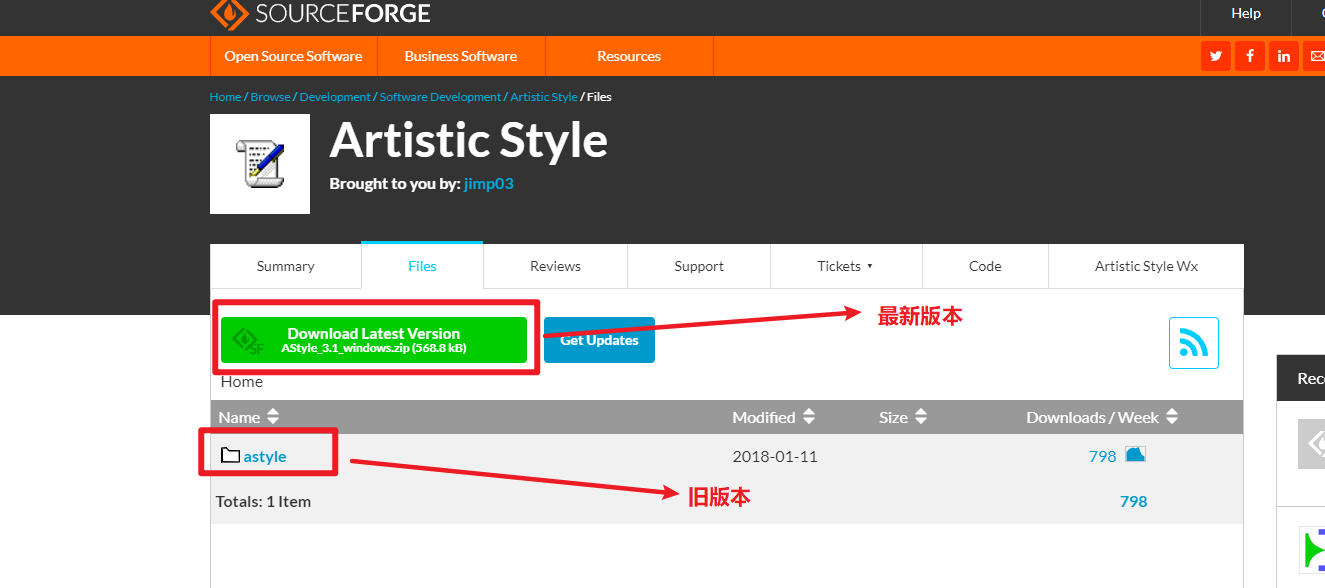 SOURCEFORGE
Help
Open Source Software
Business Software
Resources
Home / Browse / Development / Software Development / Artistic Style / Files
Artistic Style
Brought to you by: jimp03
Summary
Files
Reviews
Support
Tickets
Code
Artistic Style Wx
Download Latest Version
AStyle_3.1_windows.zip (568.8 kB)
SF
Get Updates
最新版本
Home
Name
Modified
Size
Downloads / Week
astyle
2018-01-11
798
旧版本
Totals: 1 Item
798